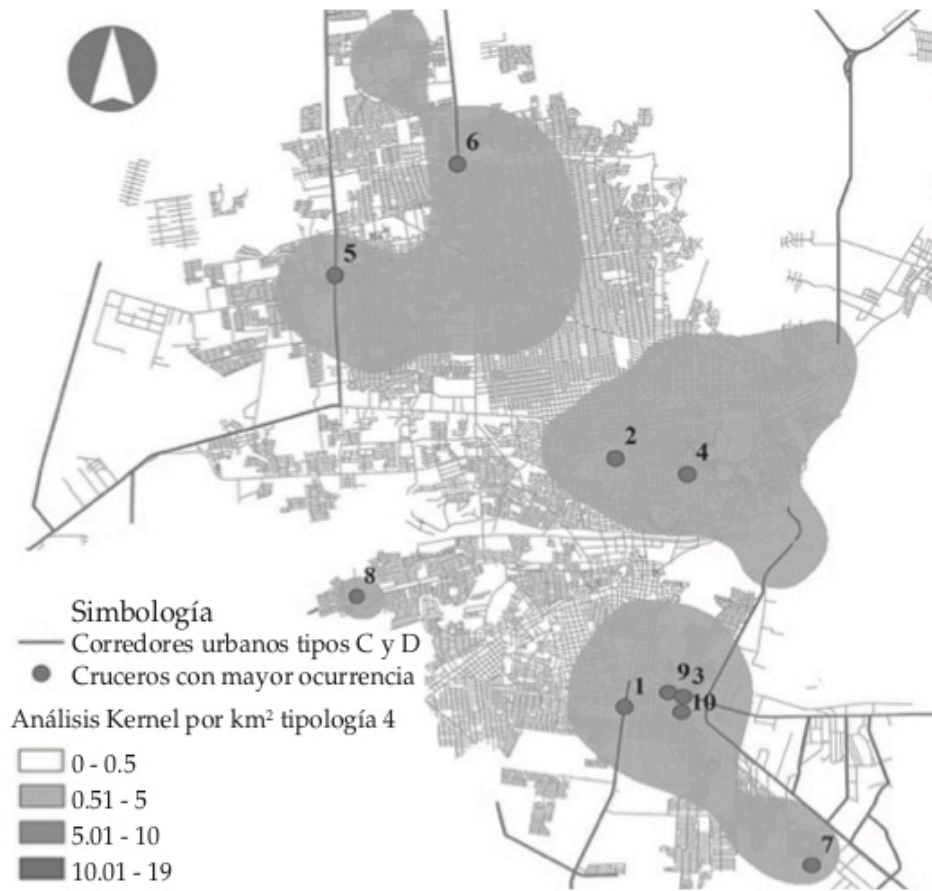 6
5
2
4
8
Simbología
Corredores urbanos tipos C y D
Cruceros con mayor ocurrencia
9 3
1 10
Análisis Kernel por km² tipología 4
0 - 0.5
0.51 - 5
5.01 - 10
10.01 - 19
7